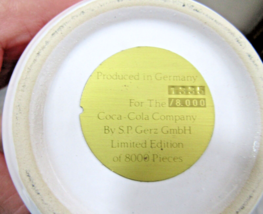 Produced in Germany
For The
Coca-Cola Company
By S.P. Gerz GmbH
Limited Edition
of 8000 Pieces